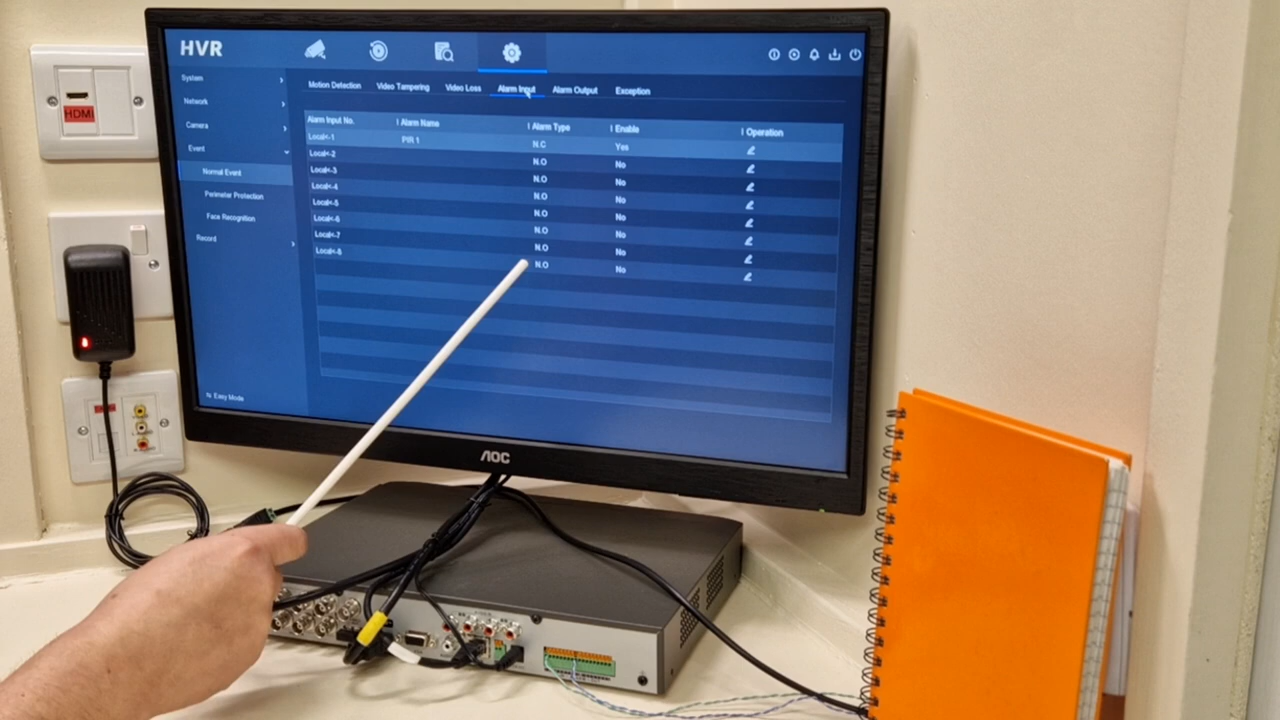 HVR
HDMI
System
Network
Camera
Event
Normal Event
Perimeter Protection
Face Recognition
Record
Easy Mode
Motion Detection Video Tampering Video Loss Alarm Input Alarm Output Exception
Alarm Input No. Alarm Name Alarm Type Enable Operation
Local<-1 PIR 1 N.C Yes
Local<-2 N.O No
Local<-3 N.O No
Local<-4 N.O No
Local<-5 N.O No
Local<-6 N.O No
Local<-7 N.O No
Local<-8 N.O No
AOC